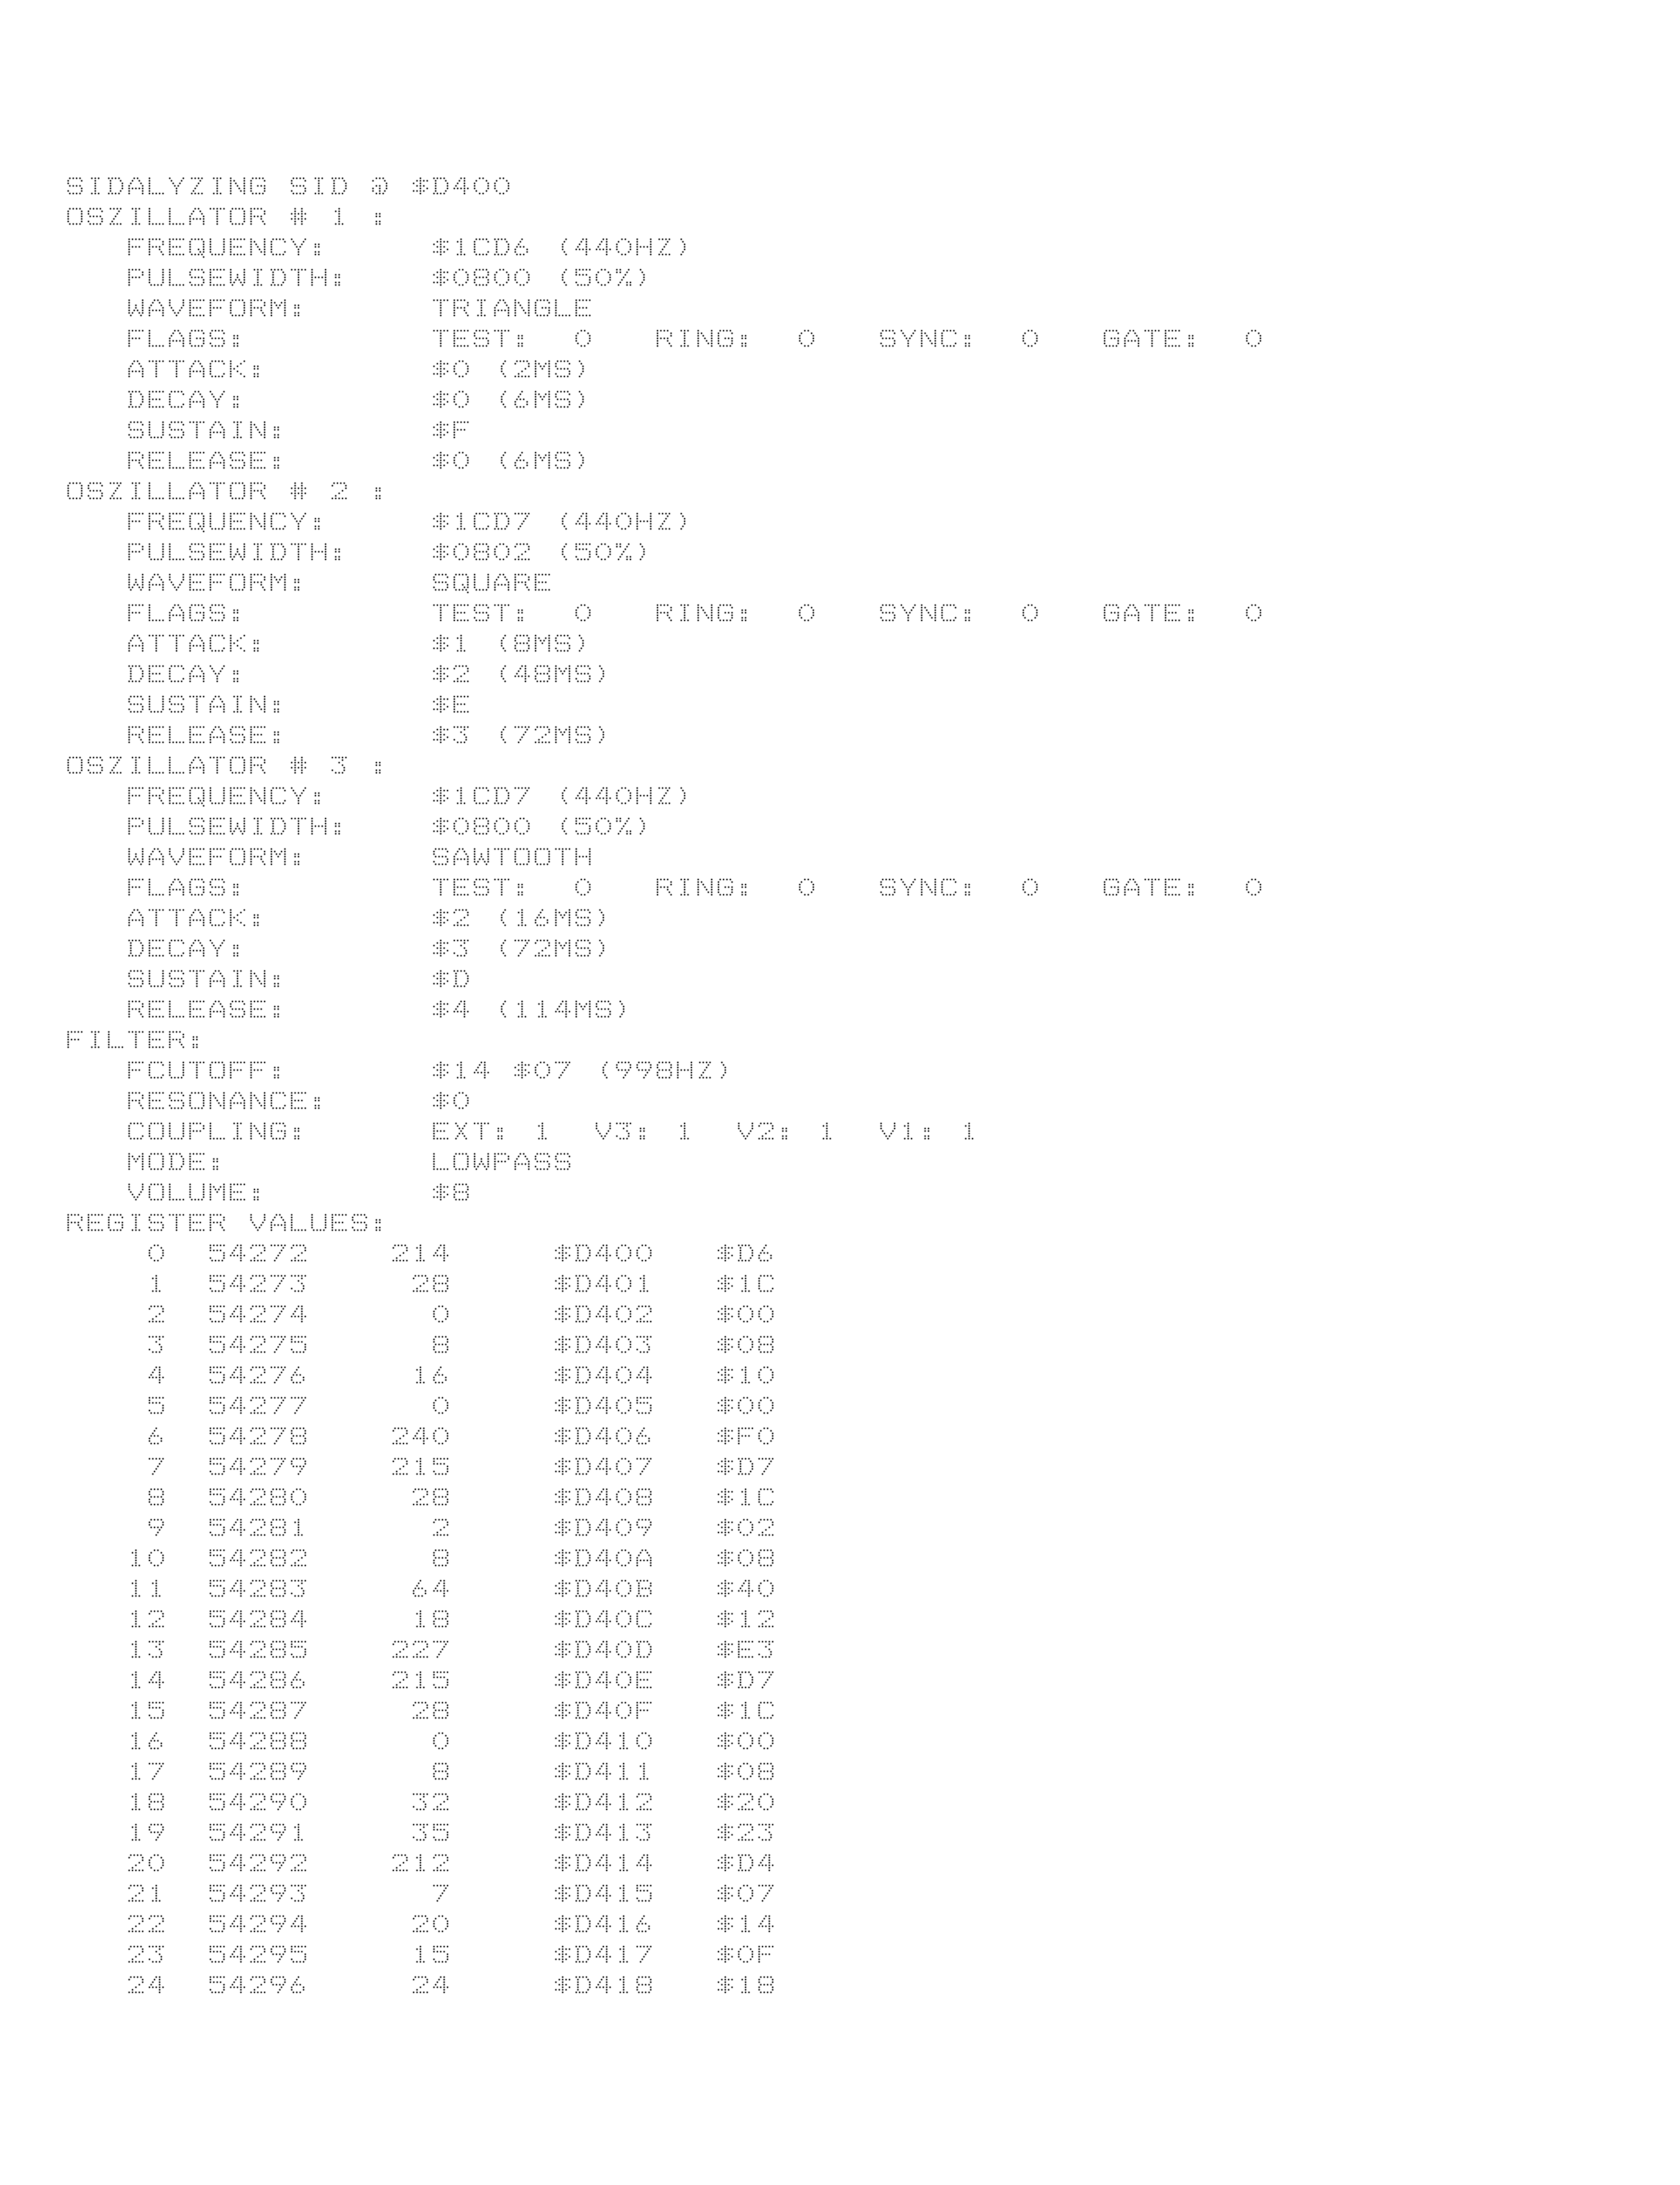 SIDALYZING SID @ $D400
OSZILLATOR # 1 :
FREQUENCY: $1CD6 (440HZ)
PULSEWIDTH: $0800 (50%)
WAVEFORM: TRIANGLE
FLAGS: TEST: 0 RING: 0 SYNC: 0 GATE: 0
ATTACK: $0 (2MS)
DECAY: $0 (6MS)
SUSTAIN: $F
RELEASE: $0 (6MS)
OSZILLATOR # 2 :
FREQUENCY: $1CD7 (440HZ)
PULSEWIDTH: $0802 (50%)
WAVEFORM: SQUARE
FLAGS: TEST: 0 RING: 0 SYNC: 0 GATE: 0
ATTACK: $1 (8MS)
DECAY: $2 (48MS)
SUSTAIN: $E
RELEASE: $3 (72MS)
OSZILLATOR # 3 :
FREQUENCY: $1CD7 (440HZ)
PULSEWIDTH: $0800 (50%)
WAVEFORM: SAWTOOTH
FLAGS: TEST: 0 RING: 0 SYNC: 0 GATE: 0
ATTACK: $2 (16MS)
DECAY: $3 (72MS)
SUSTAIN: $D
RELEASE: $4 (114MS)
FILTER:
FCUTOFF: $14 $07 (998HZ)
RESONANCE: $0
COUPLING: EXT: 1 V3: 1 V2: 1 V1: 1
MODE: LOWPASS
VOLUME: $8
REGISTER VALUES:
0 54272 214 $D400 $D6
1 54273 28 $D401 $1C
2 54274 0 $D402 $00
3 54275 8 $D403 $08
4 54276 16 $D404 $10
5 54277 0 $D405 $00
6 54278 240 $D406 $F0
7 54279 215 $D407 $D7
8 54280 28 $D408 $1C
9 54281 2 $D409 $02
10 54282 8 $D40A $08
11 54283 64 $D40B $40
12 54284 18 $D40C $12
13 54285 227 $D40D $E3
14 54286 215 $D40E $D7
15 54287 28 $D40F $1C
16 54288 0 $D410 $00
17 54289 8 $D411 $08
18 54290 32 $D412 $20
19 54291 35 $D413 $23
20 54292 212 $D414 $D4
21 54293 7 $D415 $07
22 54294 20 $D416 $14
23 54295 15 $D417 $0F
24 54296 24 $D418 $18